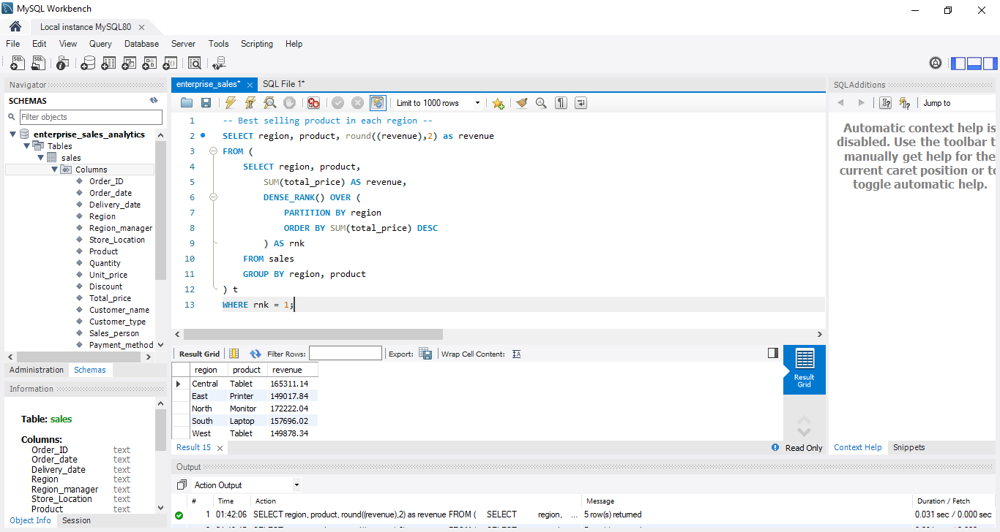 MySQL Workbench
Local instance MySQL80
File Edit View Query Database Server Tools Scripting Help
Navigator
SCHEMAS
Filter objects
enterprise_sales_analytics
Tables
sales
Columns
Order_ID
Order_date
Delivery_date
Region
Region_manager
Store_Location
Product
Quantity
Unit_price
Discount
Total_price
Customer_name
Customer_type
Sales_person
Payment_method
Administration Schemas
Information
Table: sales
Columns:
Order_ID text
Order_date text
Delivery_date text
Region text
Region_manager text
Store_Location text
Product text
Object Info Session
enterprise_sales* SQL File 1*
Limit to 1000 rows
1 -- Best selling product in each region --
2 SELECT region, product, round((revenue),2) as revenue
3 FROM (
4 SELECT region, product,
5 SUM(total_price) AS revenue,
6 DENSE_RANK() OVER (
7 PARTITION BY region
8 ORDER BY SUM(total_price) DESC
9 ) AS rnk
10 FROM sales
11 GROUP BY region, product
12 ) t
13 WHERE rnk = 1;
Result Grid Filter Rows: Export: Wrap Cell Content:
region product revenue
Central Tablet 165311.14
East Printer 149017.84
North Monitor 172222.04
South Laptop 157696.02
West Tablet 149878.34
Result Grid
Result 15
Read Only
SQLAdditions
Jump to
Automatic context help is
disabled. Use the toolbar t
manually get help for the
current caret position or to
toggle automatic help.
Context Help Snippets
Output
Action Output
# Time Action Message Duration / Fetch
1 01:42:06 SELECT region, product, round((revenue),2) as revenue FROM ( SELECT region, ... 5 row(s) returned 0.031 sec / 0.000 sec